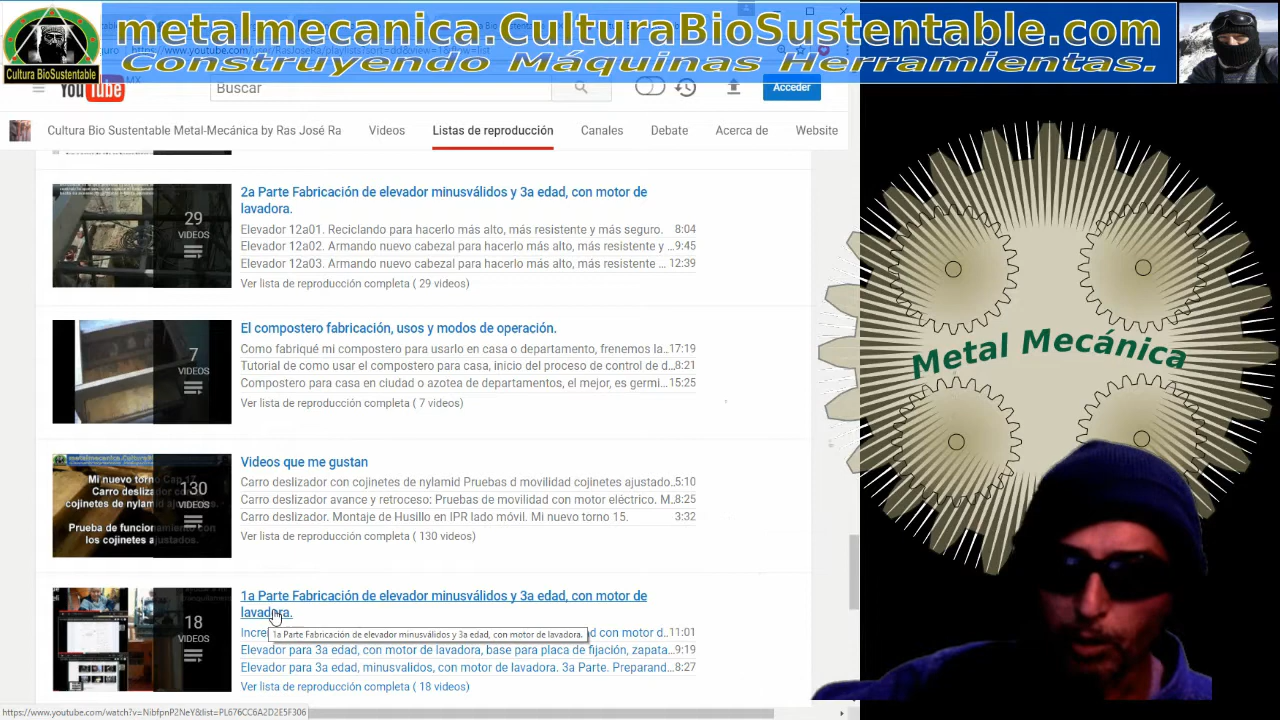 metalmecanica.CulturaBioSustentable.com
Construyendo Máquinas Herramientas.
Cultura BioSustentable
YouTube MX
Buscar
Acceder
Cultura Bio Sustentable Metal-Mecánica by Ras José Ra
Videos
Listas de reproducción
Canales
Debate
Acerca de
Website
29
VIDEOS
2a Parte Fabricación de elevador minusválidos y 3a edad, con motor de
lavadora.
Elevador 12a01. Reciclando para hacerlo más alto, más resistente y más seguro. 8:04
Elevador 12a02. Armando nuevo cabezal para hacerlo más alto, más resistente y ... 9:45
Elevador 12a03. Armando nuevo cabezal para hacerlo más alto, más resistente ... 12:39
Ver lista de reproducción completa ( 29 videos)
7
VIDEOS
El compostero fabricación, usos y modos de operación.
Como fabriqué mi compostero para usarlo en casa o departamento, frenemos la... 17:19
Tutorial de como usar el compostero para casa, inicio del proceso de control de d... 8:21
Compostero para casa en ciudad o azotea de departamentos, el mejor, es germi... 15:25
Ver lista de reproducción completa ( 7 videos)
130
VIDEOS
Videos que me gustan
Carro deslizador con cojinetes de nylamid Pruebas d movilidad cojinetes ajustado... 5:10
Carro deslizador avance y retroceso: Pruebas de movilidad con motor eléctrico. M... 8:25
Carro deslizador. Montaje de Husillo en IPR lado móvil. Mi nuevo torno 15. 3:32
Ver lista de reproducción completa ( 130 videos)
18
VIDEOS
1a Parte Fabricación de elevador minusválidos y 3a edad, con motor de
lavadora.
Incre
d con motor d... 11:01
1a Parte Fabricación de elevador minusválidos y 3a edad, con motor de lavadora.
Elevador para 3a edad, con motor de lavadora, base para placa de fijación, zapata... 9:19
Elevador para 3a edad, minusvalidos, con motor de lavadora. 3a Parte. Preparand... 8:27
Ver lista de reproducción completa ( 18 videos)
https://www.youtube.com/watch?v=NibfpnP2NeY&list=PL676CC6A2D2E5F306
Metal Mecánica